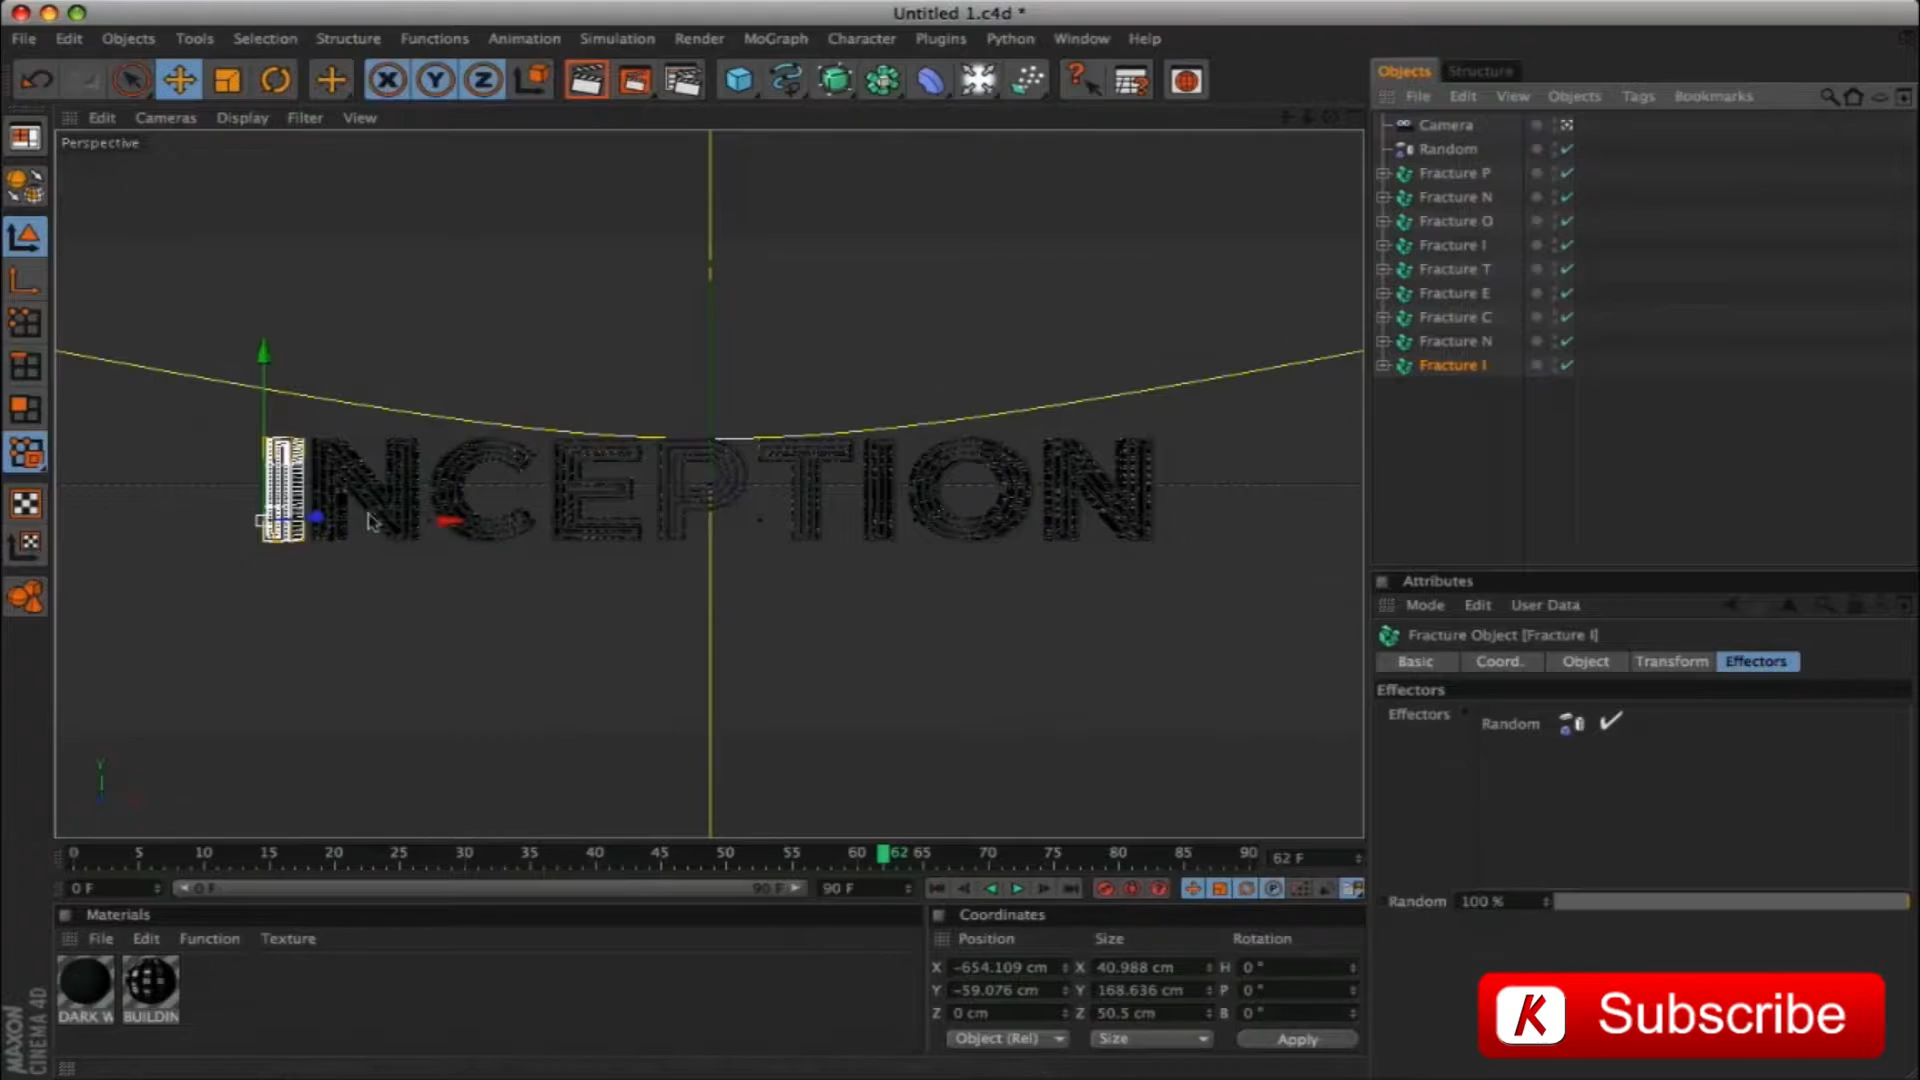 Untitled 1.c4d *
File Edit Objects Tools Selection Structure Functions Animation Simulation Render MoGraph Character Plugins Python Window Help
X Y Z
Objects Structure
File Edit View Objects Tags Bookmarks
Edit Cameras Display Filter View
Perspective
Camera
Random
Fracture P
Fracture N
Fracture O
Fracture I
Fracture T
Fracture E
Fracture C
Fracture N
Fracture I
INCEPTION
Y
Attributes
Mode Edit User Data
Fracture Object [Fracture I]
Basic Coord. Object Transform Effectors
Effectors
Effectors Random
Random 100 %
0 5 10 15 20 25 30 35 40 45 50 55 60 62 65 70 75 80 85 90 62 F
0 F 0 F 90 F 90 F
Materials
File Edit Function Texture
DARK W BUILDIN
Coordinates
Position Size Rotation
X -654.109 cm X 40.988 cm H 0 °
Y -59.076 cm Y 168.636 cm P 0 °
Z 0 cm Z 50.5 cm B 0 °
Object (Rel) Size Apply
MAXON
CINEMA 4D
K Subscribe